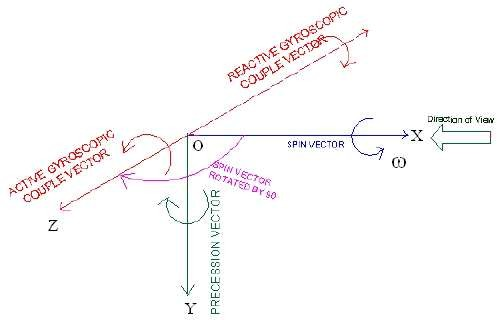 REACTIVE GYROSCOPIC
COUPLE VECTOR
ACTIVE GYROSCOPIC
COUPLE VECTOR
O
SPIN VECTOR
X
Direction of View
ω
SPIN VECTOR
ROTATED BY 90
Z
PRECESSION VECTOR
Y